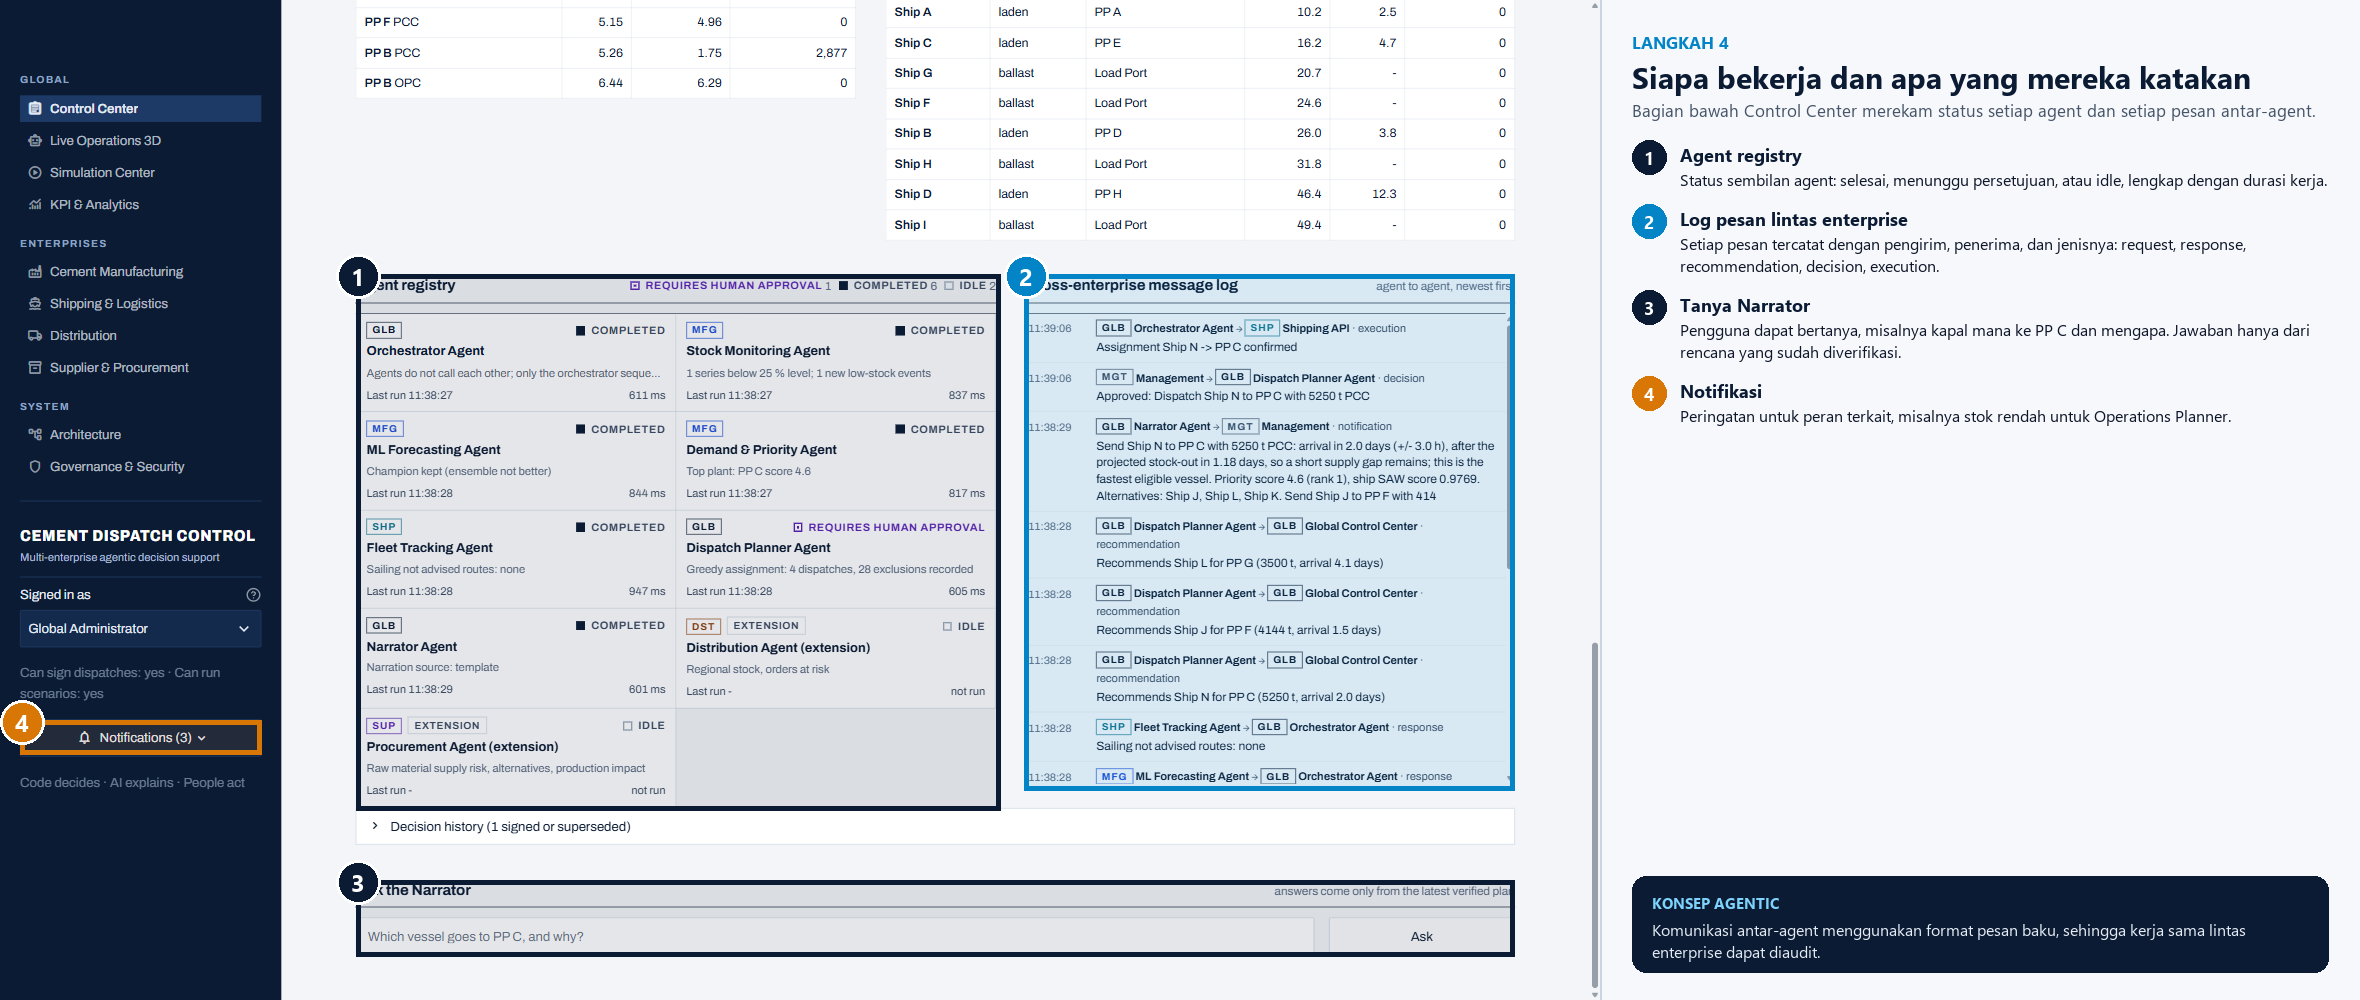 GLOBAL
Control Center
Live Operations 3D
Simulation Center
KPI & Analytics
ENTERPRISES
Cement Manufacturing
Shipping & Logistics
Distribution
Supplier & Procurement
SYSTEM
Architecture
Governance & Security
CEMENT DISPATCH CONTROL
Multi-enterprise agentic decision support
Signed in as
Global Administrator
Can sign dispatches: yes · Can run
scenarios: yes
4
Notifications (3)
Code decides · AI explains · People act
PP F PCC 5.15 4.96 0
PP B PCC 5.26 1.75 2,877
PP B OPC 6.44 6.29 0
Ship A laden PP A 10.2 2.5 0
Ship C laden PP E 16.2 4.7 0
Ship G ballast Load Port 20.7 - 0
Ship F ballast Load Port 24.6 - 0
Ship B laden PP D 26.0 3.8 0
Ship H ballast Load Port 31.8 - 0
Ship D laden PP H 46.4 12.3 0
Ship I ballast Load Port 49.4 - 0
1
ent registry REQUIRES HUMAN APPROVAL 1 COMPLETED 6 IDLE 2
GLB COMPLETED
Orchestrator Agent
Agents do not call each other; only the orchestrator seque...
Last run 11:38:27 611 ms
MFG COMPLETED
Stock Monitoring Agent
1 series below 25 % level; 1 new low-stock events
Last run 11:38:27 837 ms
MFG COMPLETED
ML Forecasting Agent
Champion kept (ensemble not better)
Last run 11:38:28 844 ms
MFG COMPLETED
Demand & Priority Agent
Top plant: PP C score 4.6
Last run 11:38:27 817 ms
SHP COMPLETED
Fleet Tracking Agent
Sailing not advised routes: none
Last run 11:38:28 947 ms
GLB REQUIRES HUMAN APPROVAL
Dispatch Planner Agent
Greedy assignment: 4 dispatches, 28 exclusions recorded
Last run 11:38:28 605 ms
GLB COMPLETED
Narrator Agent
Narration source: template
Last run 11:38:29 601 ms
DST EXTENSION IDLE
Distribution Agent (extension)
Regional stock, orders at risk
Last run - not run
SUP EXTENSION IDLE
Procurement Agent (extension)
Raw material supply risk, alternatives, production impact
Last run - not run
2
oss-enterprise message log agent to agent, newest firs
11:39:06 GLB Orchestrator Agent → SHP Shipping API · execution
Assignment Ship N -> PP C confirmed
11:39:06 MGT Management → GLB Dispatch Planner Agent · decision
Approved: Dispatch Ship N to PP C with 5250 t PCC
11:38:29 GLB Narrator Agent → MGT Management · notification
Send Ship N to PP C with 5250 t PCC: arrival in 2.0 days (+/- 3.0 h), after the
projected stock-out in 1.18 days, so a short supply gap remains; this is the
fastest eligible vessel. Priority score 4.6 (rank 1), ship SAW score 0.9769.
Alternatives: Ship J, Ship L, Ship K. Send Ship J to PP F with 414
11:38:28 GLB Dispatch Planner Agent → GLB Global Control Center ·
recommendation
Recommends Ship L for PP G (3500 t, arrival 4.1 days)
11:38:28 GLB Dispatch Planner Agent → GLB Global Control Center ·
recommendation
Recommends Ship J for PP F (4144 t, arrival 1.5 days)
11:38:28 GLB Dispatch Planner Agent → GLB Global Control Center ·
recommendation
Recommends Ship N for PP C (5250 t, arrival 2.0 days)
11:38:28 SHP Fleet Tracking Agent → GLB Orchestrator Agent · response
Sailing not advised routes: none
11:38:28 MFG ML Forecasting Agent → GLB Orchestrator Agent · response
Decision history (1 signed or superseded)
3
k the Narrator answers come only from the latest verified plan
Which vessel goes to PP C, and why? Ask
LANGKAH 4
Siapa bekerja dan apa yang mereka katakan
Bagian bawah Control Center merekam status setiap agent dan setiap pesan antar-agent.
1 Agent registry
Status sembilan agent: selesai, menunggu persetujuan, atau idle, lengkap dengan durasi kerja.
2 Log pesan lintas enterprise
Setiap pesan tercatat dengan pengirim, penerima, dan jenisnya: request, response,
recommendation, decision, execution.
3 Tanya Narrator
Pengguna dapat bertanya, misalnya kapal mana ke PP C dan mengapa. Jawaban hanya dari
rencana yang sudah diverifikasi.
4 Notifikasi
Peringatan untuk peran terkait, misalnya stok rendah untuk Operations Planner.
KONSEP AGENTIC
Komunikasi antar-agent menggunakan format pesan baku, sehingga kerja sama lintas
enterprise dapat diaudit.